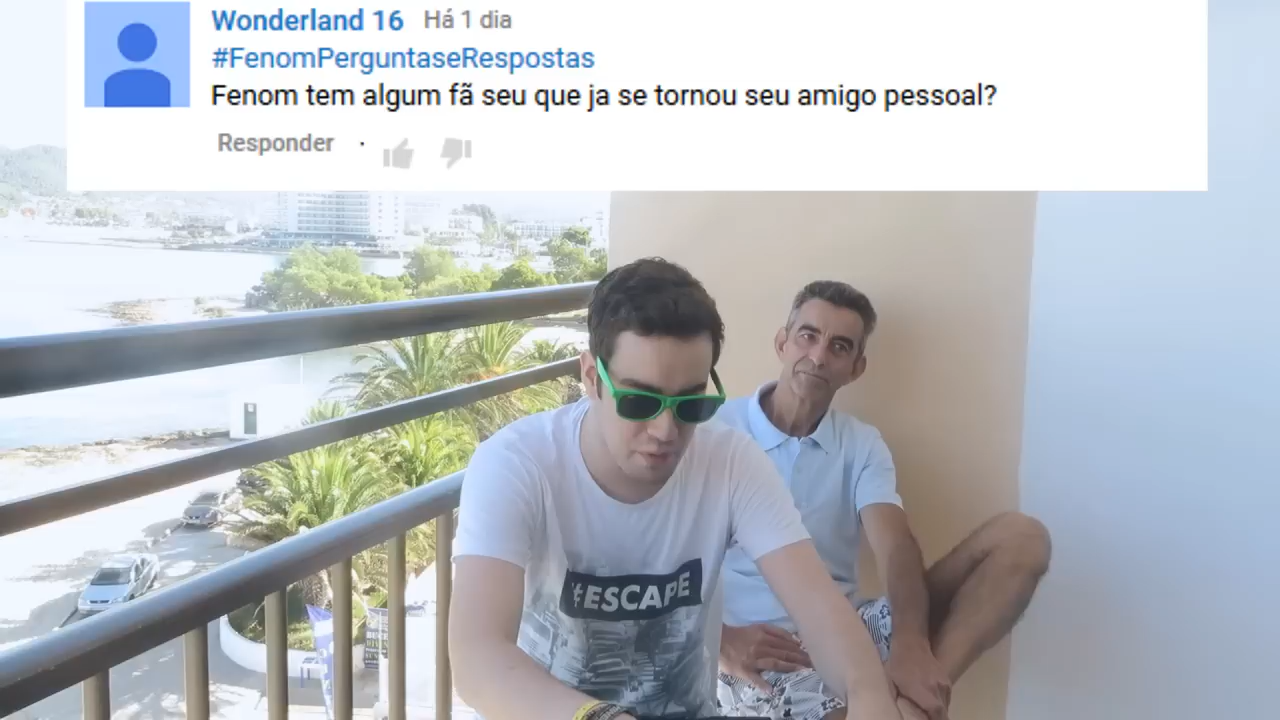 Wonderland 16 Há 1 dia
#FenomPerguntaseRespostas
Fenom tem algum fã seu que ja se tornou seu amigo pessoal?
Responder ·
#ESCAPE